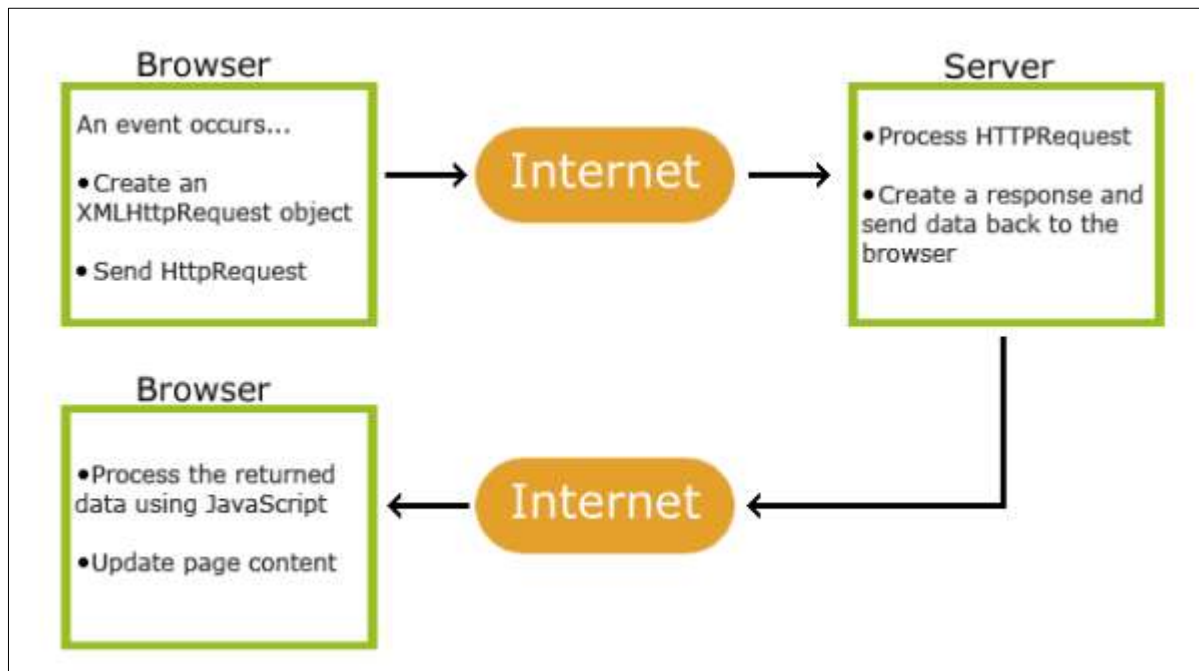 Browser
An event occurs...
•Create an
XMLHttpRequest object
• Send HttpRequest
Internet
Server
•Process HTTPRequest
•Create a response and
send data back to the
browser
Browser
•Process the returned
data using JavaScript
•Update page content
Internet